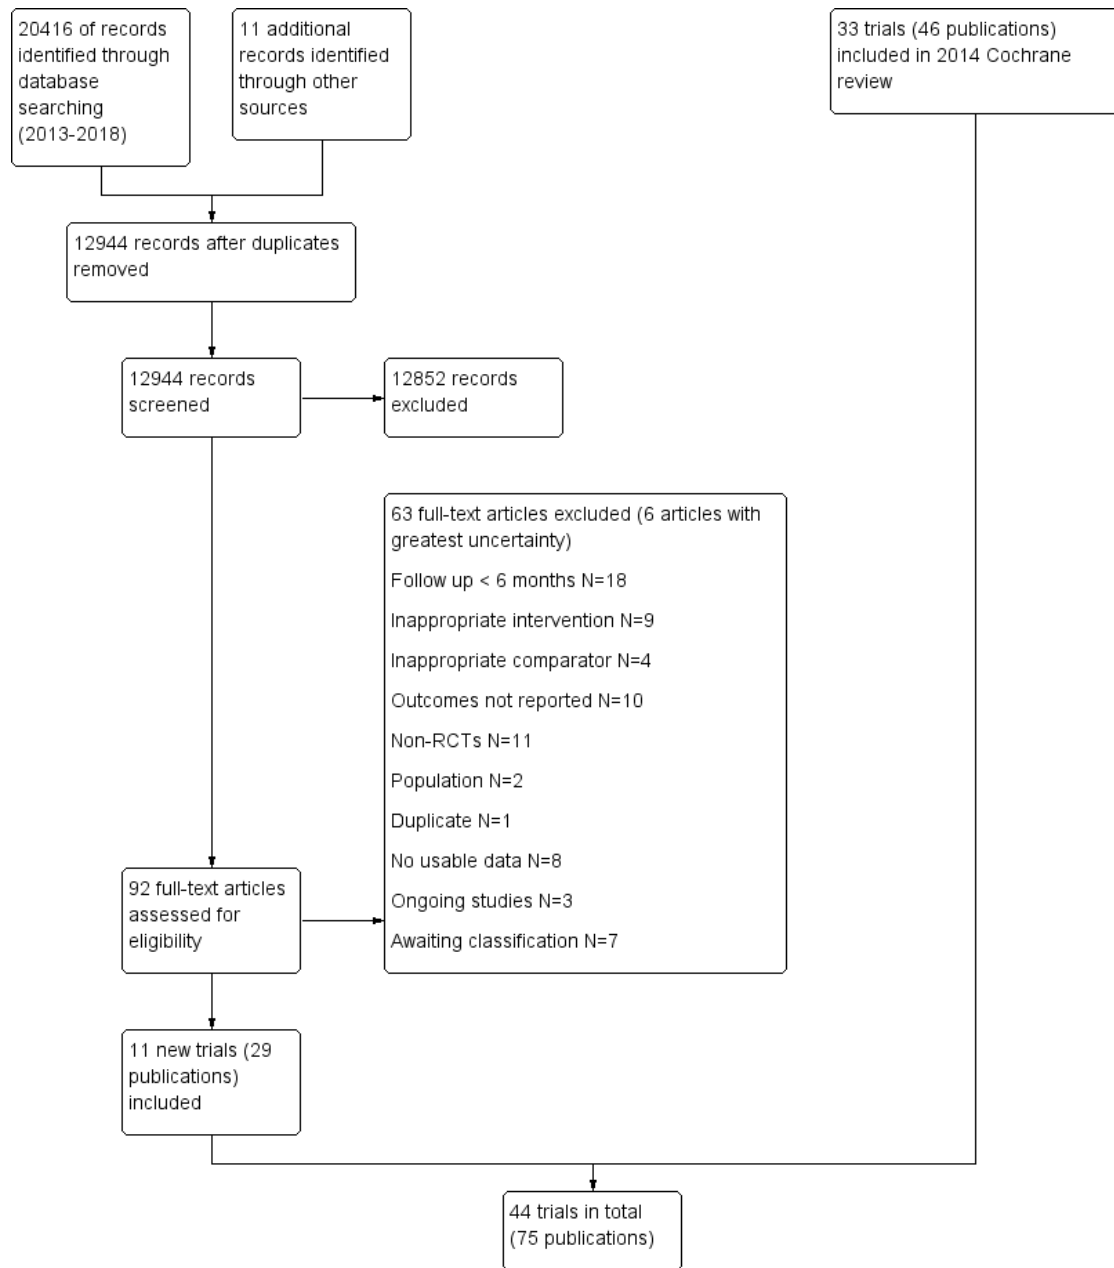 20416 of records
identified through
database
searching
(2013-2018)
11 additional
records identified
through other
sources
33 trials (46 publications)
included in 2014 Cochrane
review
12944 records after duplicates
removed
12944 records
screened
12852 records
excluded
63 full-text articles excluded (6 articles with
greatest uncertainty)
Follow up < 6 months N=18
Inappropriate intervention N=9
Inappropriate comparator N=4
Outcomes not reported N=10
Non-RCTs N=11
Population N=2
Duplicate N=1
No usable data N=8
Ongoing studies N=3
Awaiting classification N=7
92 full-text articles
assessed for
eligibility
11 new trials (29
publications)
included
44 trials in total
(75 publications)